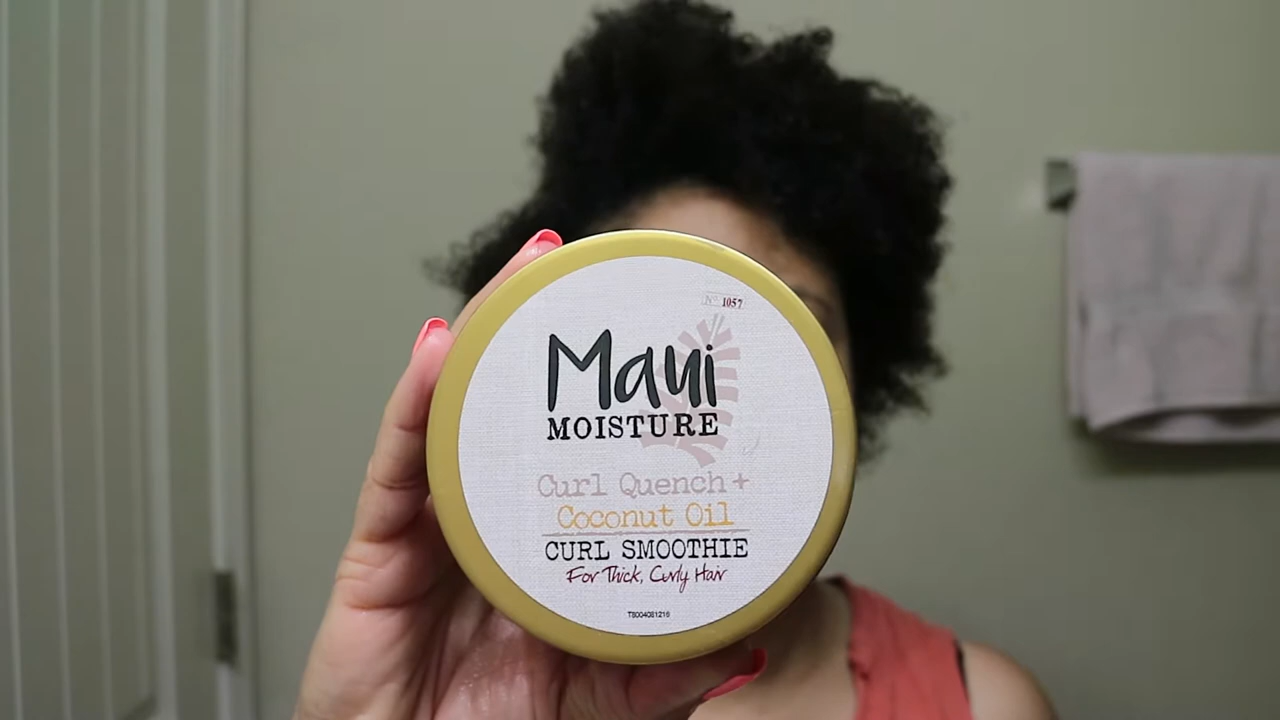 Nº 1057
Maui
MOISTURE
Curl Quench +
Coconut Oil
CURL SMOOTHIE
For Thick, Curly Hair
T8004081216